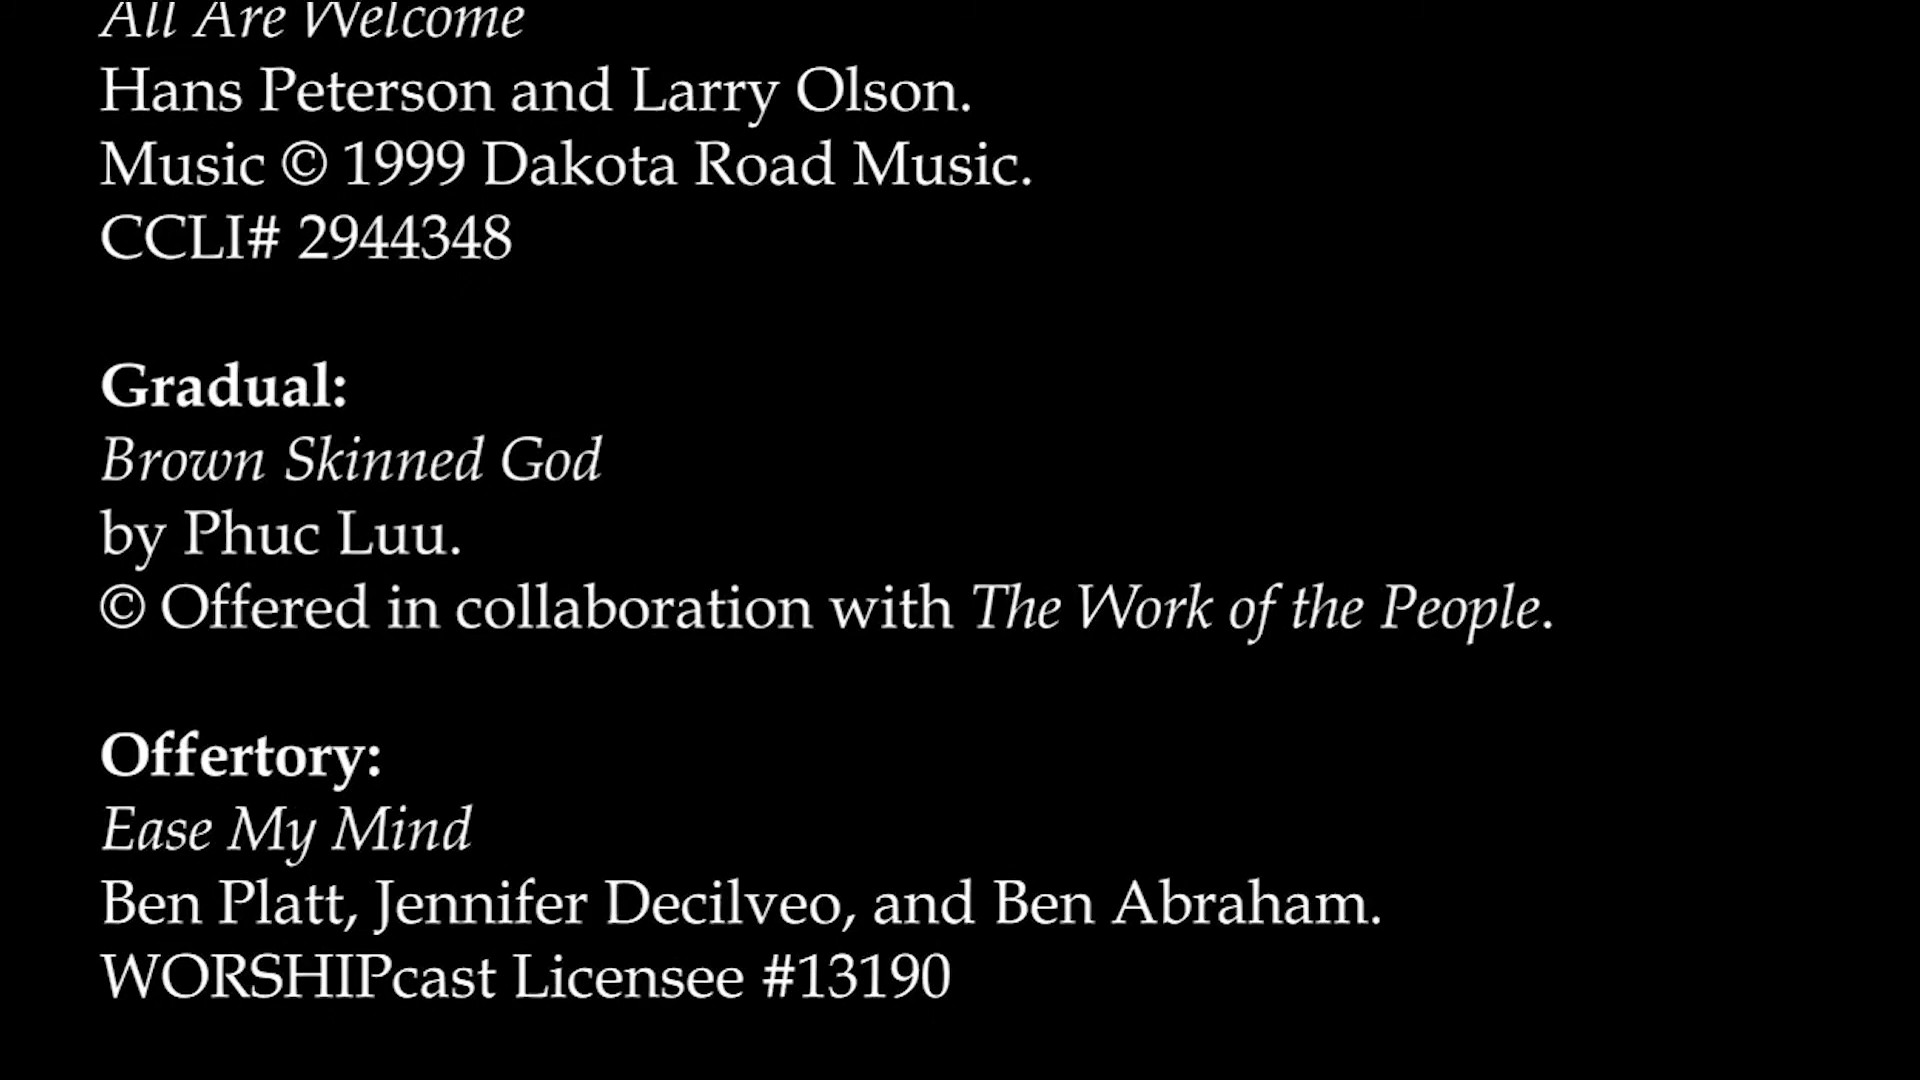 All Are Welcome
Hans Peterson and Larry Olson.
Music © 1999 Dakota Road Music.
CCLI# 2944348
Gradual:
Brown Skinned God
by Phuc Luu.
© Offered in collaboration with The Work of the People.
Offertory:
Ease My Mind
Ben Platt, Jennifer Decilveo, and Ben Abraham.
WORSHIPcast Licensee #13190